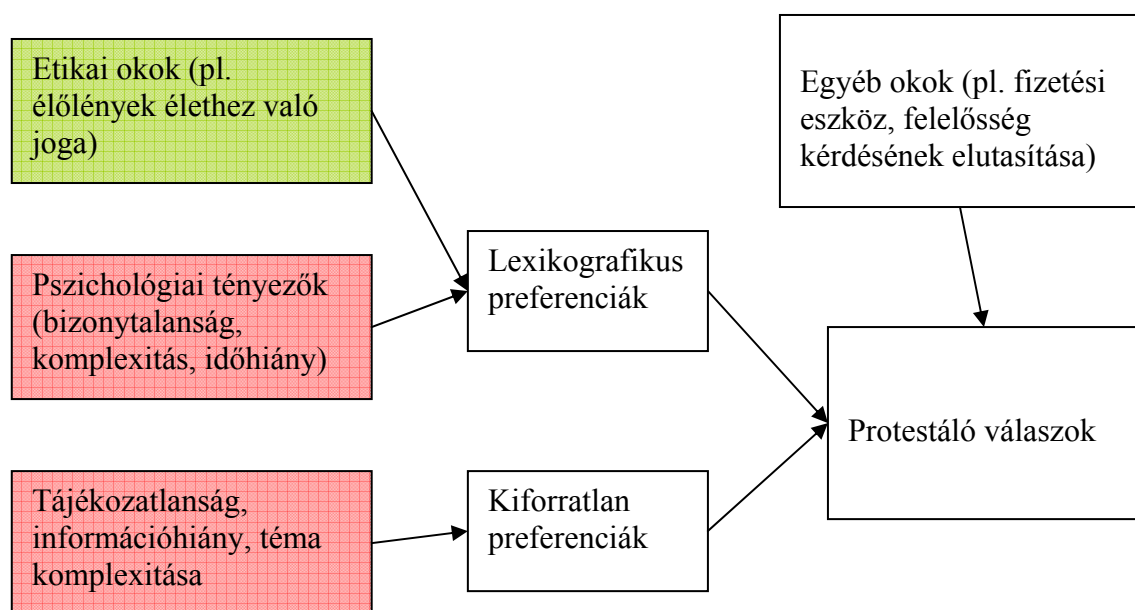 Etikai okok (pl.
élőlények élethez való
joga)
Egyéb okok (pl. fizetési
eszköz, felelősség
kérdésének elutasítása)
Pszichológiai tényezők
(bizonytalanság,
komplexitás, időhiány)
Lexikografikus
preferenciák
Protestáló válaszok
Tájékozatlanság,
információhiány, téma
komplexitása
Kiforratlan
preferenciák